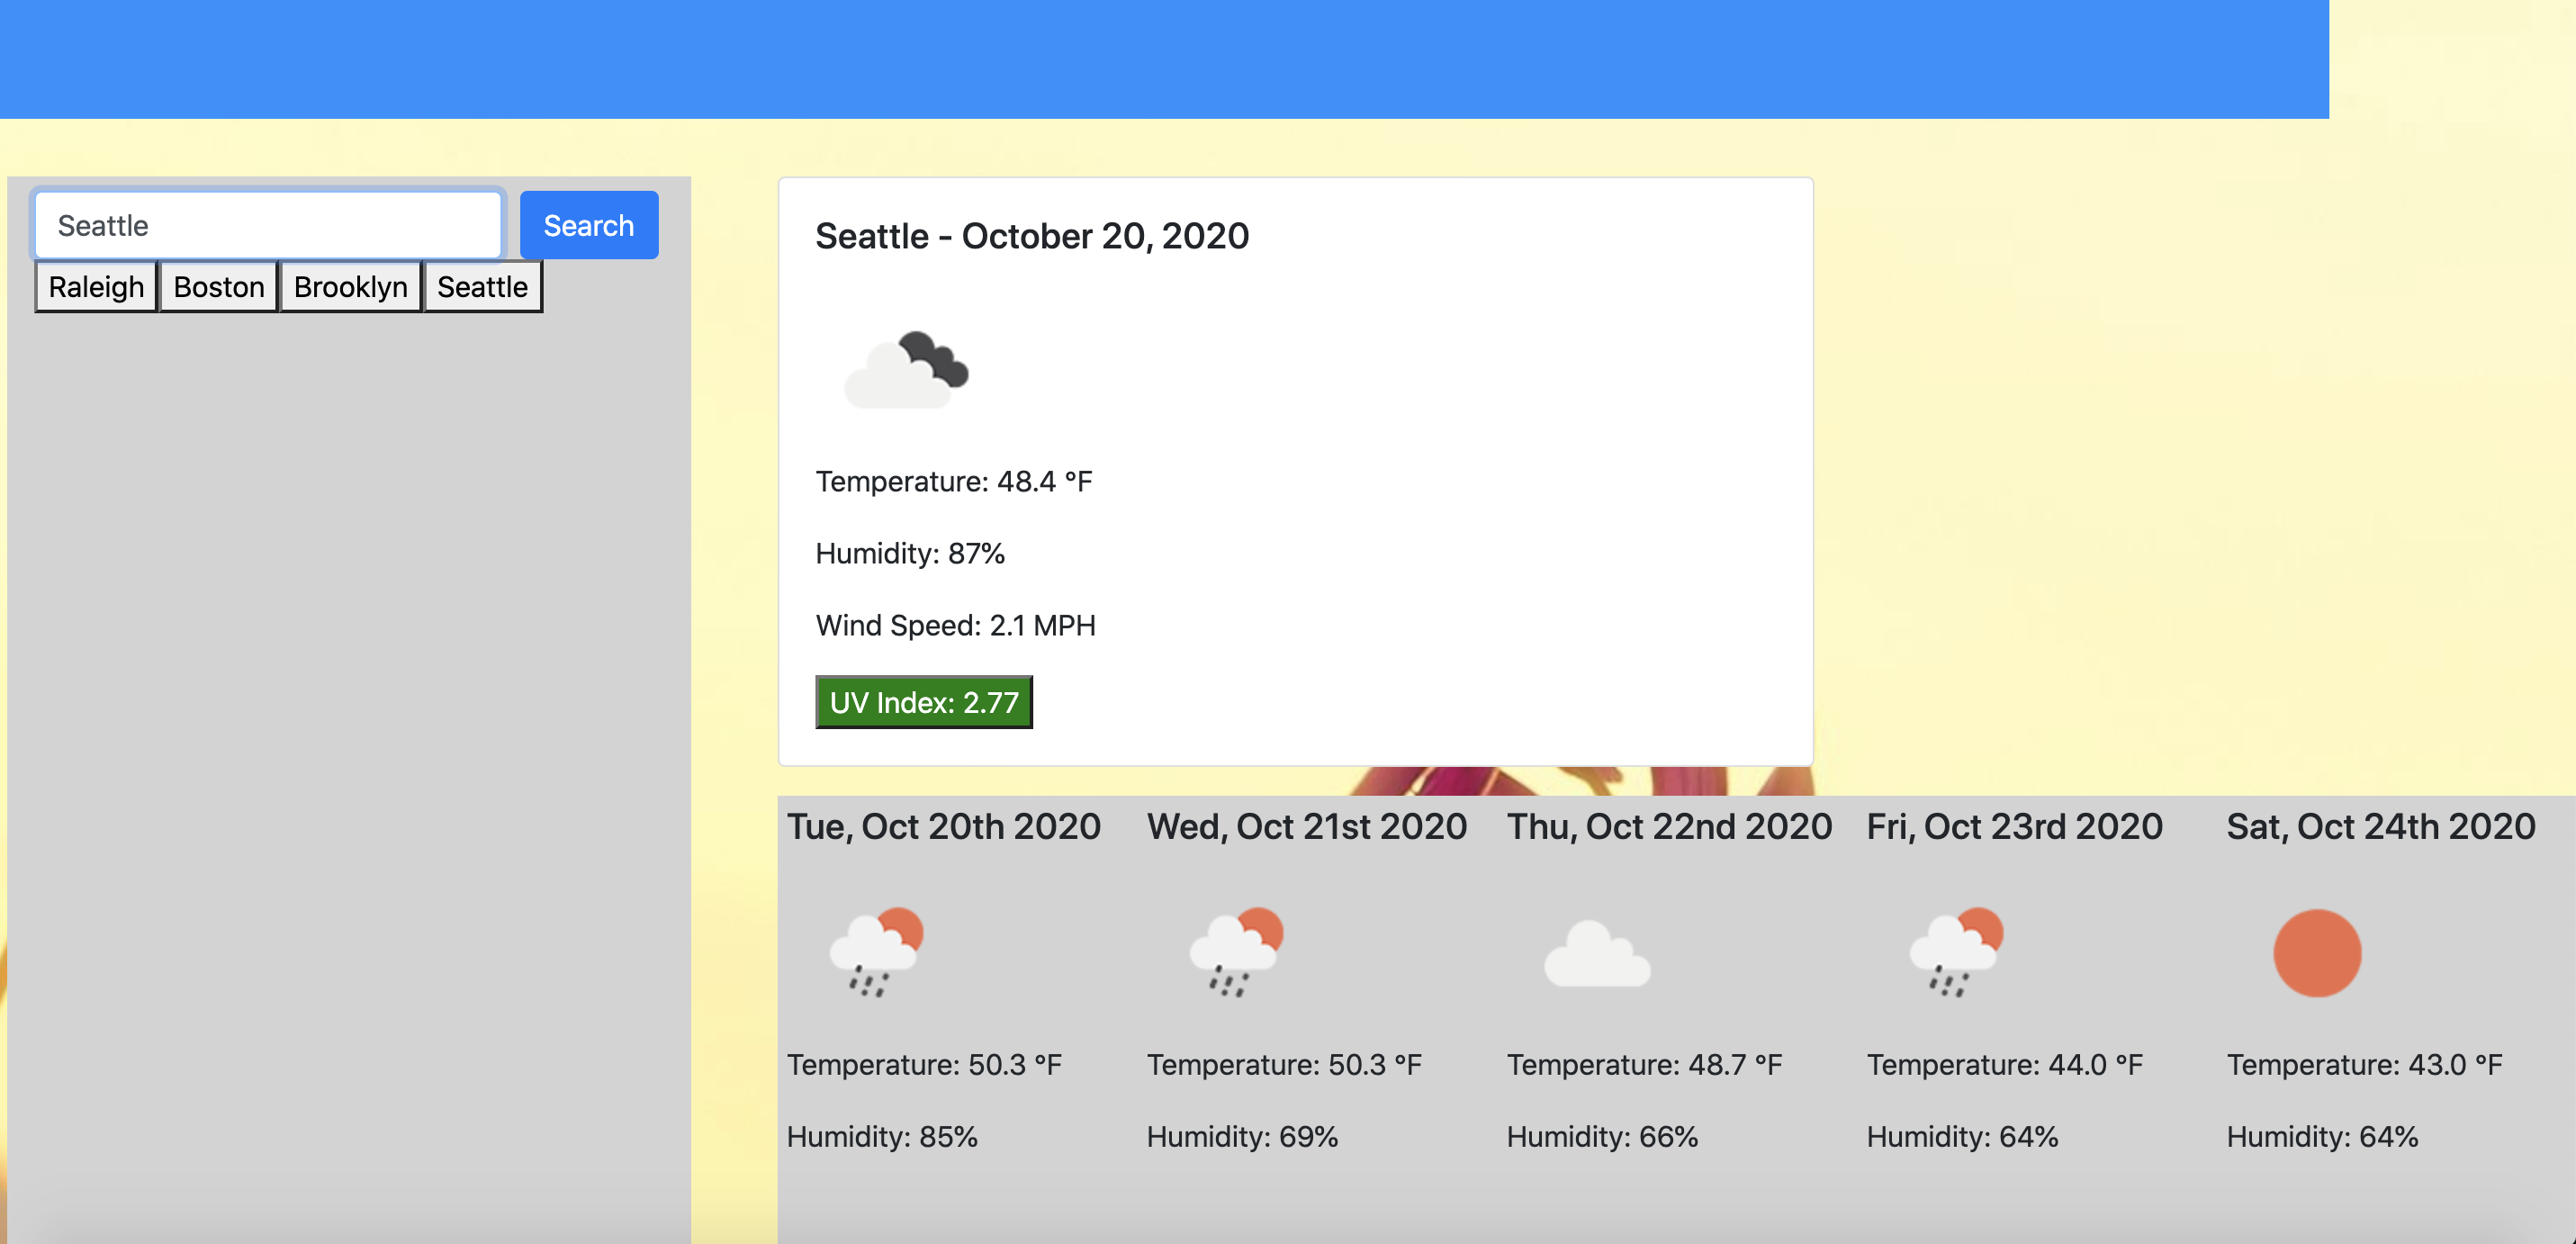 Seattle Search
Raleigh Boston Brooklyn Seattle
Seattle - October 20, 2020
Temperature: 48.4 °F
Humidity: 87%
Wind Speed: 2.1 MPH
UV Index: 2.77
Tue, Oct 20th 2020 Wed, Oct 21st 2020 Thu, Oct 22nd 2020 Fri, Oct 23rd 2020 Sat, Oct 24th 2020
Temperature: 50.3 °F Temperature: 50.3 °F Temperature: 48.7 °F Temperature: 44.0 °F Temperature: 43.0 °F
Humidity: 85% Humidity: 69% Humidity: 66% Humidity: 64% Humidity: 64%